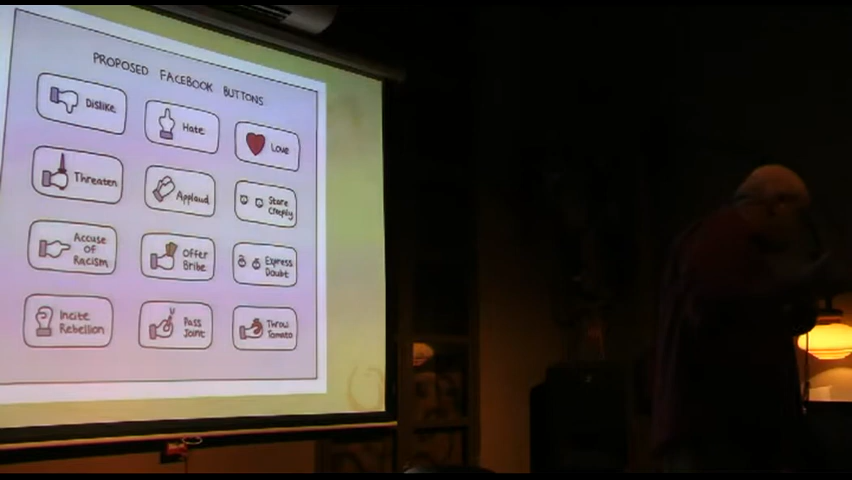 PROPOSED FACEBOOK BUTTONS
Dislike
Hate
Love
Threaten
Applaud
Stare
Creepily
Accuse
OF
Racism
OFFER
Bribe
Express
Doubt
Incite
Rebellion
Pass
Joint
Throw
Tomato